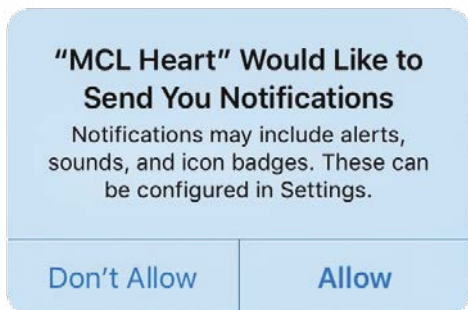 “MCL Heart” Would Like to
Send You Notifications
Notifications may include alerts,
sounds, and icon badges. These can
be configured in Settings.
Don’t Allow
Allow